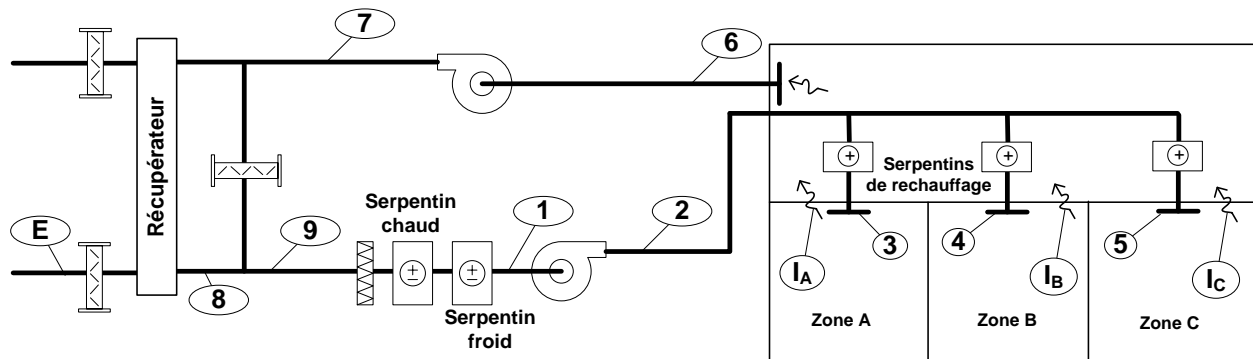 7
6
Récupérateur
Serpentins
de rechauffage
Serpentin
chaud
1
2
E
9
8
3
4
5
Serpentin
froid
IA
IB
IC
Zone A
Zone B
Zone C